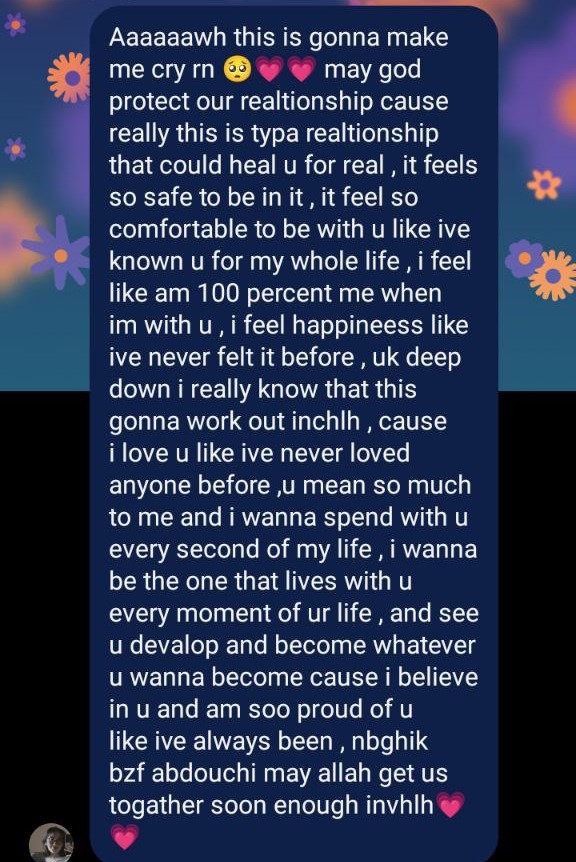 Aaaaaawh this is gonna make
me cry rn 🥺💗💗 may god
protect our realtionship cause
really this is typa realtionship
that could heal u for real , it feels
so safe to be in it , it feel so
comfortable to be with u like ive
known u for my whole life , i feel
like am 100 percent me when
im with u , i feel happineess like
ive never felt it before , uk deep
down i really know that this
gonna work out inchlh , cause
i love u like ive never loved
anyone before ,u mean so much
to me and i wanna spend with u
every second of my life , i wanna
be the one that lives with u
every moment of ur life , and see
u devalop and become whatever
u wanna become cause i believe
in u and am soo proud of u
like ive always been , nbghik
bzf abdouchi may allah get us
togather soon enough invhlh💗
💗